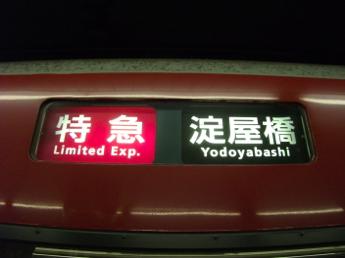 特急
Limited Exp.
淀屋橋
Yodoyabashi